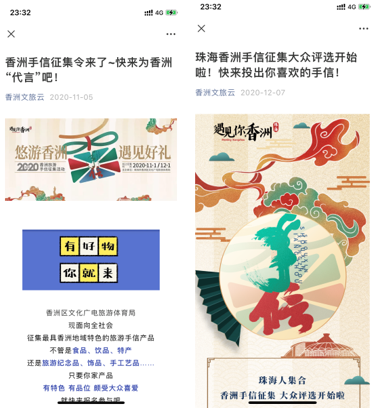 23:32
4G
香洲手信征集令来了~快来为香洲
“代言”吧！
香洲文旅云 2020-11-05
遇见你香洲
悠游香洲
2020
遇见好礼
有好物
你就来
香洲区文化广电旅游体育局
现面向全社会
征集最具香洲地域特色的旅游手信产品
不管是食品、饮品、特产
还是旅游纪念品、饰品、手工艺品……
只要你家产品
有特色 有品位 颇受大众喜爱
就快来报名参与吧
23:32
4G
珠海香洲手信征集大众评选开始
啦！快来投出你喜欢的手信！
香洲文旅云 2020-12-07
遇见你香洲
手信
珠海人集合
香洲手信征集 大众评选开始啦